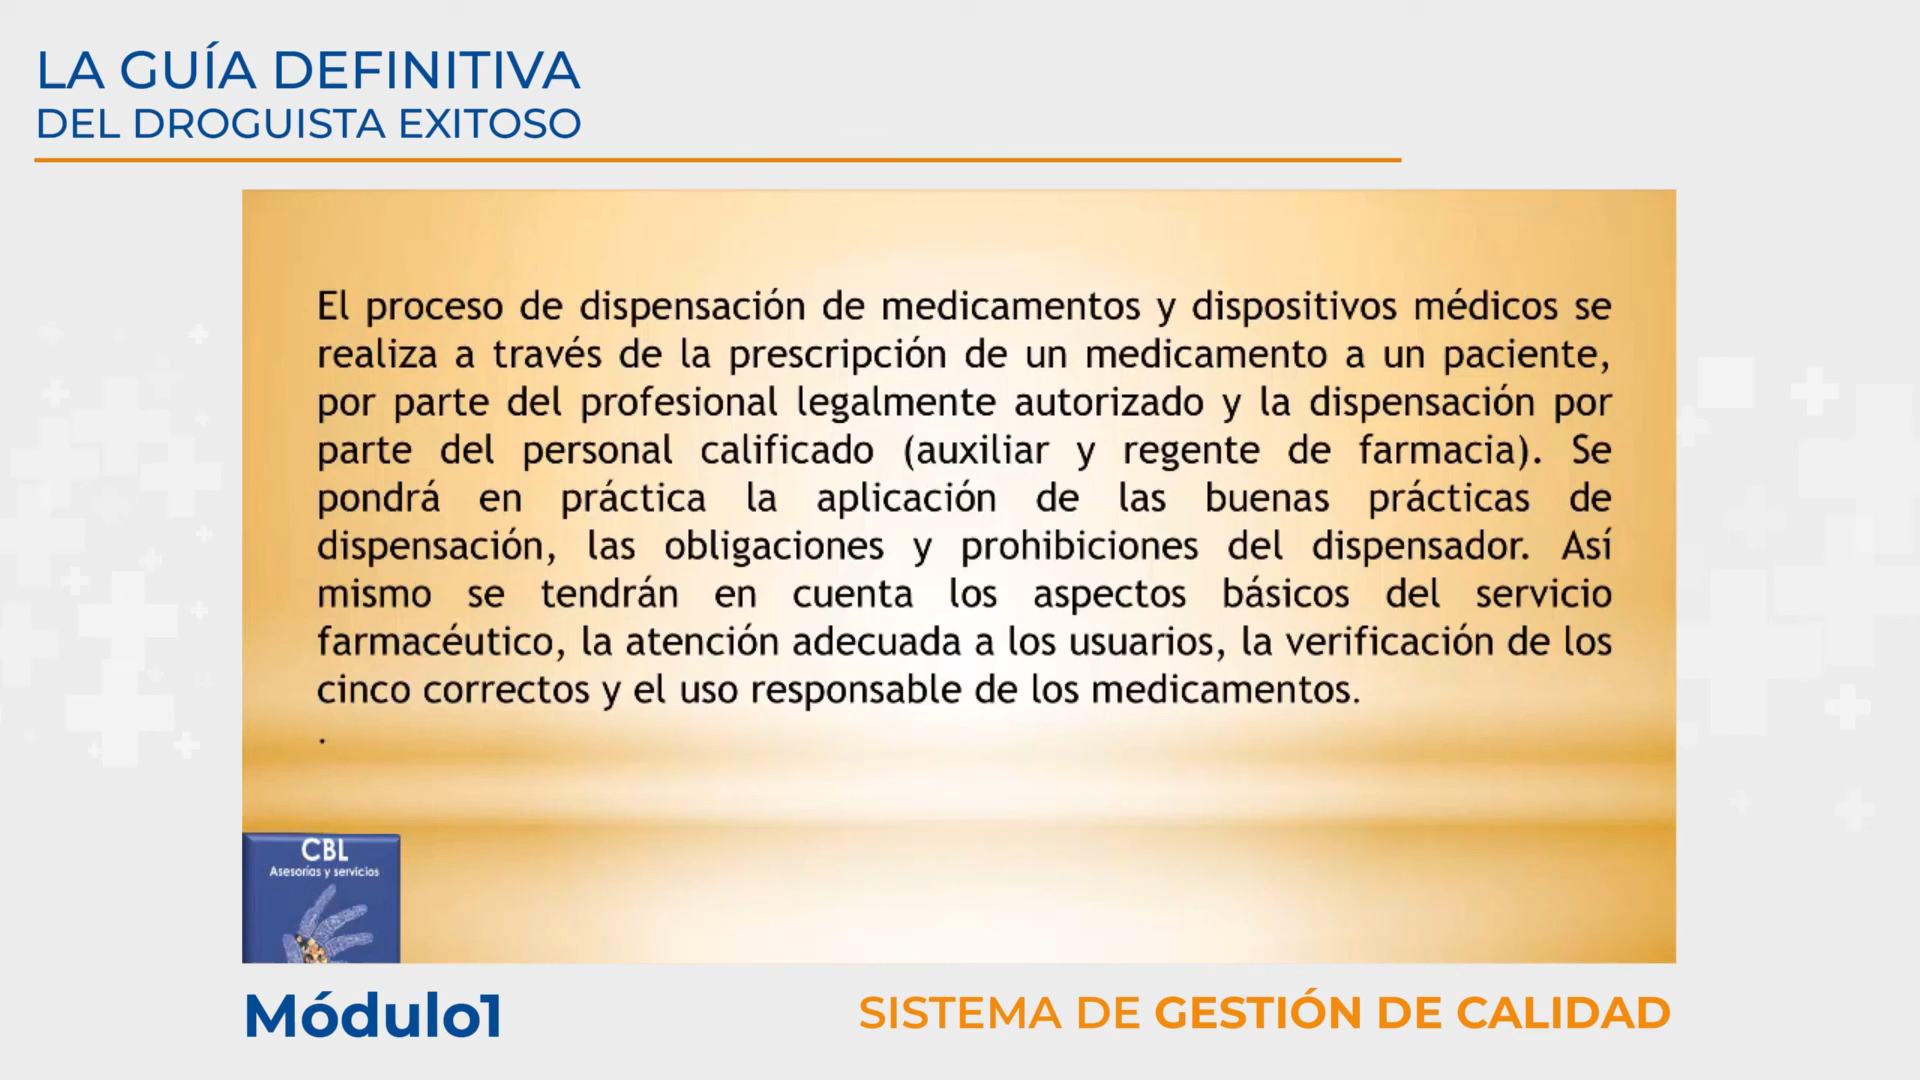 LA GUÍA DEFINITIVA
DEL DROGUISTA EXITOSO
El proceso de dispensación de medicamentos y dispositivos médicos se
realiza a través de la prescripción de un medicamento a un paciente,
por parte del profesional legalmente autorizado y la dispensación por
parte del personal calificado (auxiliar y regente de farmacia). Se
pondrá en práctica la aplicación de las buenas prácticas de
dispensación, las obligaciones y prohibiciones del dispensador. Así
mismo se tendrán en cuenta los aspectos básicos del servicio
farmacéutico, la atención adecuada a los usuarios, la verificación de los
cinco correctos y el uso responsable de los medicamentos.
.
CBL
Asesorías y servicios
Módulo1
SISTEMA DE GESTIÓN DE CALIDAD